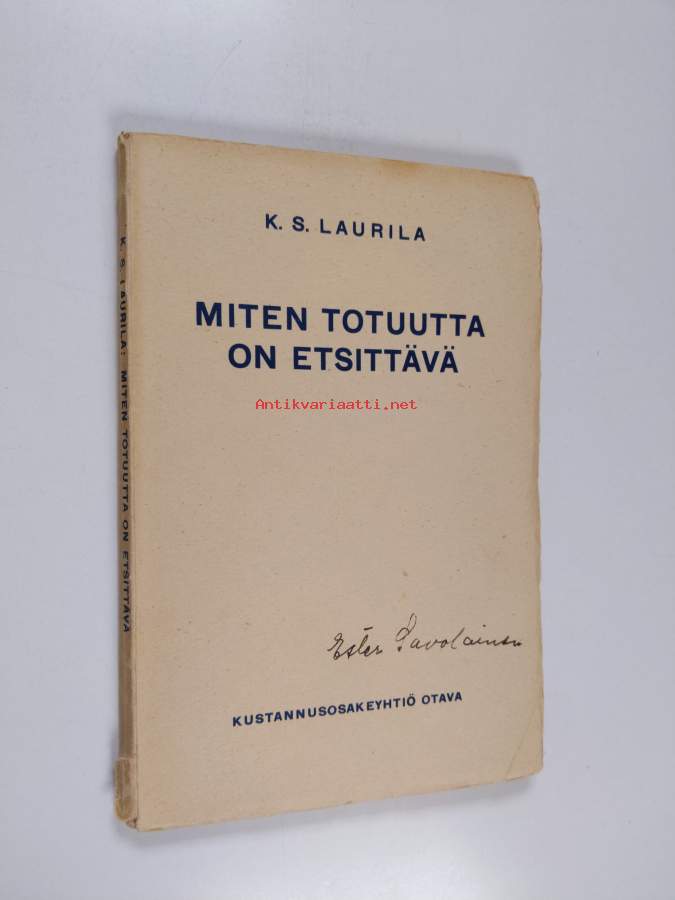 K. S. LAURILA
MITEN TOTUUTTA
ON ETSITTÄVÄ
Antikvariaatti.net
Ester Savolainen
KUSTANNUSOSAKEYHTIÖ OTAVA
K. S. LAURILA: MITEN TOTUUTTA ON ETSITTÄVÄ